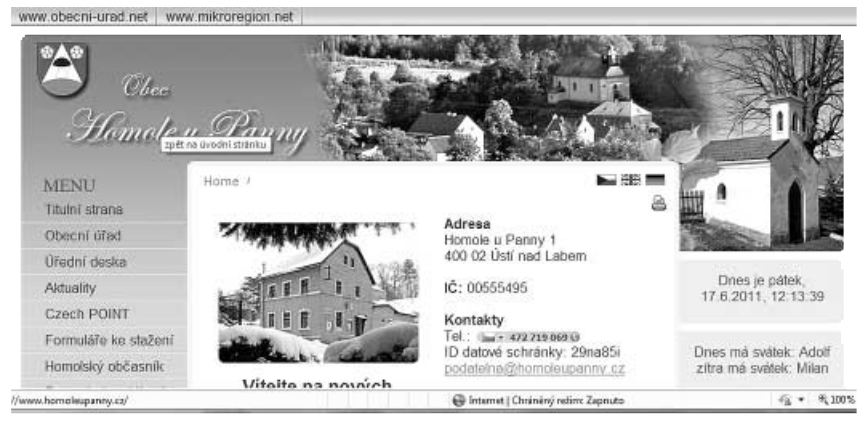 www.obecni-urad.net www.mikroregion.net
Obec
Homole u Panny
zpět na úvodní stránku
MENU
Titulní strana
Obecní úřad
Úřední deska
Aktuality
Czech POINT
Formuláře ke stažení
Homolský občasník
Home /
Adresa
Homole u Panny 1
400 02 Ústí nad Labem
IČ: 00555495
Kontakty
Tel.: 472 719 069
ID datové schránky: 29na85i
podatelna@homoleupanny.cz
Vítejte na nových
Dnes je pátek,
17.6.2011, 12:13:39
Dnes má svátek: Adolf
zítra má svátek: Milan
//www.homoleupanny.cz/
Internet | Chráněný režim: Zapnuto
100%